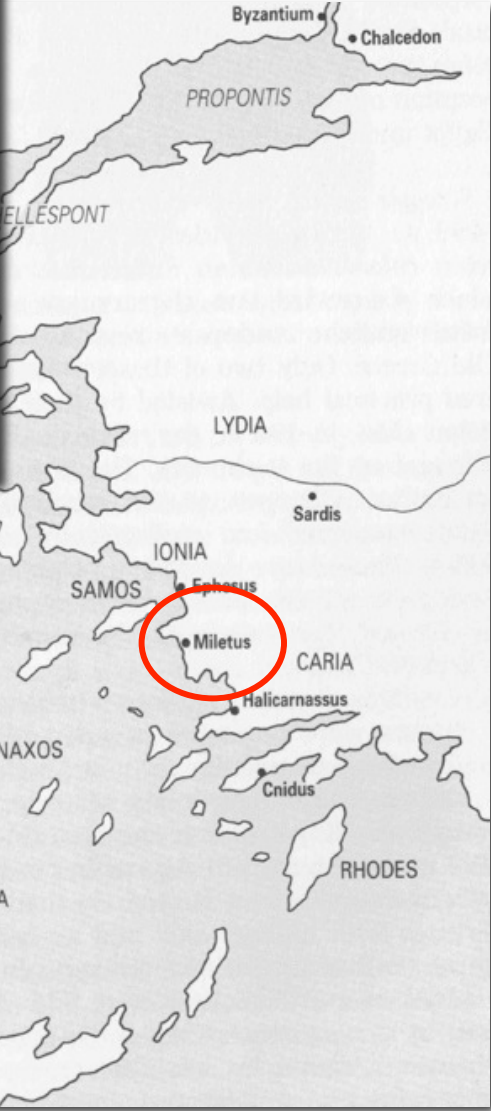 Byzantium
Chalcedon
PROPONTIS
ELLESPONT
LYDIA
Sardis
IONIA
Ephesus
SAMOS
Miletus
CARIA
Halicarnassus
NAXOS
Cnidus
RHODES
A